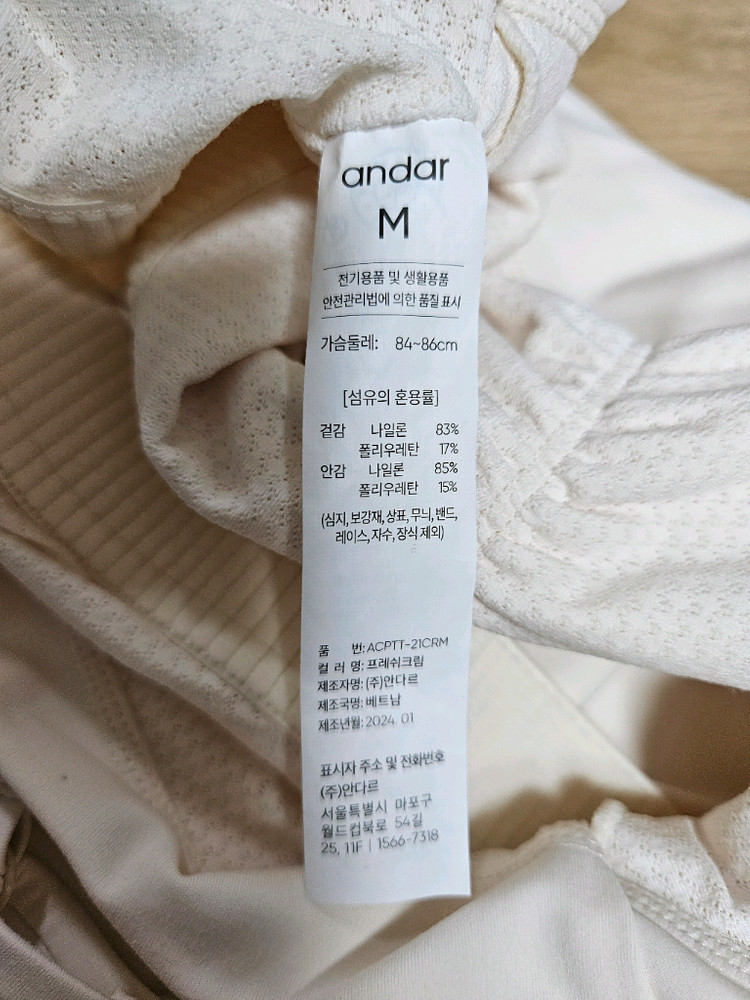 andar
M
전기용품 및 생활용품
안전관리법에 의한 품질 표시
가슴둘레: 84~86cm
[섬유의 혼용률]
겉감 나일론 83%
폴리우레탄 17%
안감 나일론 85%
폴리우레탄 15%
(심지, 보강재, 상표, 무늬, 밴드,
레이스, 자수, 장식 제외)
품 번: ACPTT-21CRM
컬 러 명: 프레쉬크림
제조자명: (주)안다르
제조국명: 베트남
제조년월: 2024. 01
표시자 주소 및 전화번호
(주)안다르
서울특별시 마포구
월드컵북로 54길
25, 11F | 1566-7318